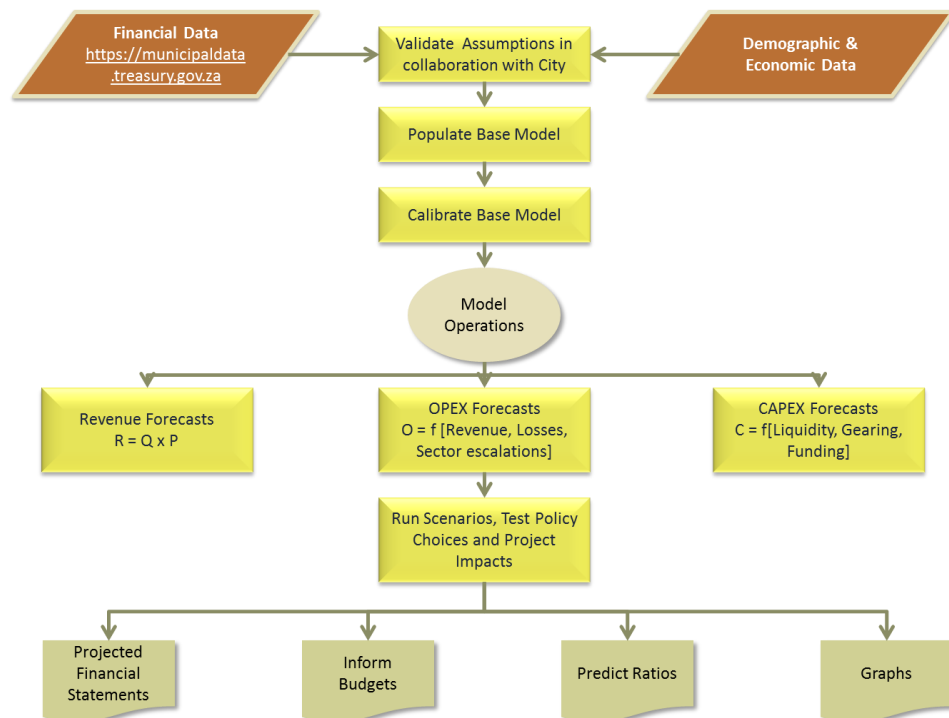 Financial Data
https://municipaldata
.treasury.gov.za
Validate Assumptions in
collaboration with City
Demographic &
Economic Data
Populate Base Model
Calibrate Base Model
Model
Operations
Revenue Forecasts
R = Q x P
OPEX Forecasts
O = f [Revenue, Losses,
Sector escalations]
CAPEX Forecasts
C = f[Liquidity, Gearing,
Funding]
Run Scenarios, Test Policy
Choices and Project
Impacts
Projected
Financial
Statements
Inform
Budgets
Predict Ratios
Graphs